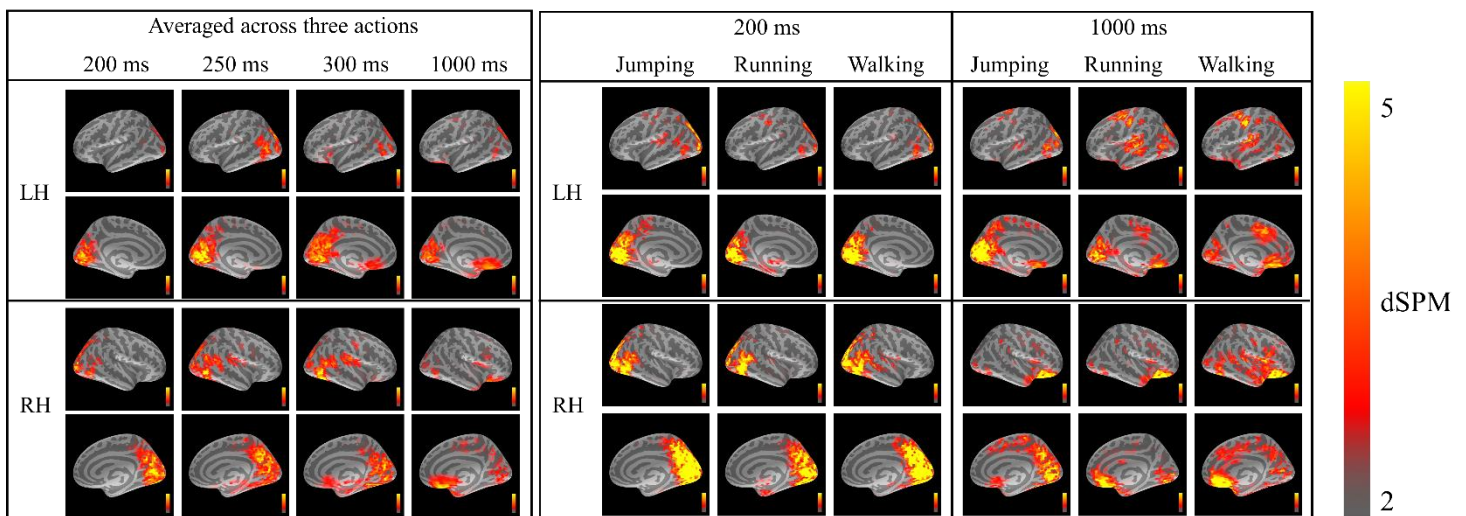 Averaged across three actions
200 ms 250 ms 300 ms 1000 ms
LH
RH
200 ms 1000 ms
Jumping Running Walking Jumping Running Walking
LH
RH
5
dSPM
2